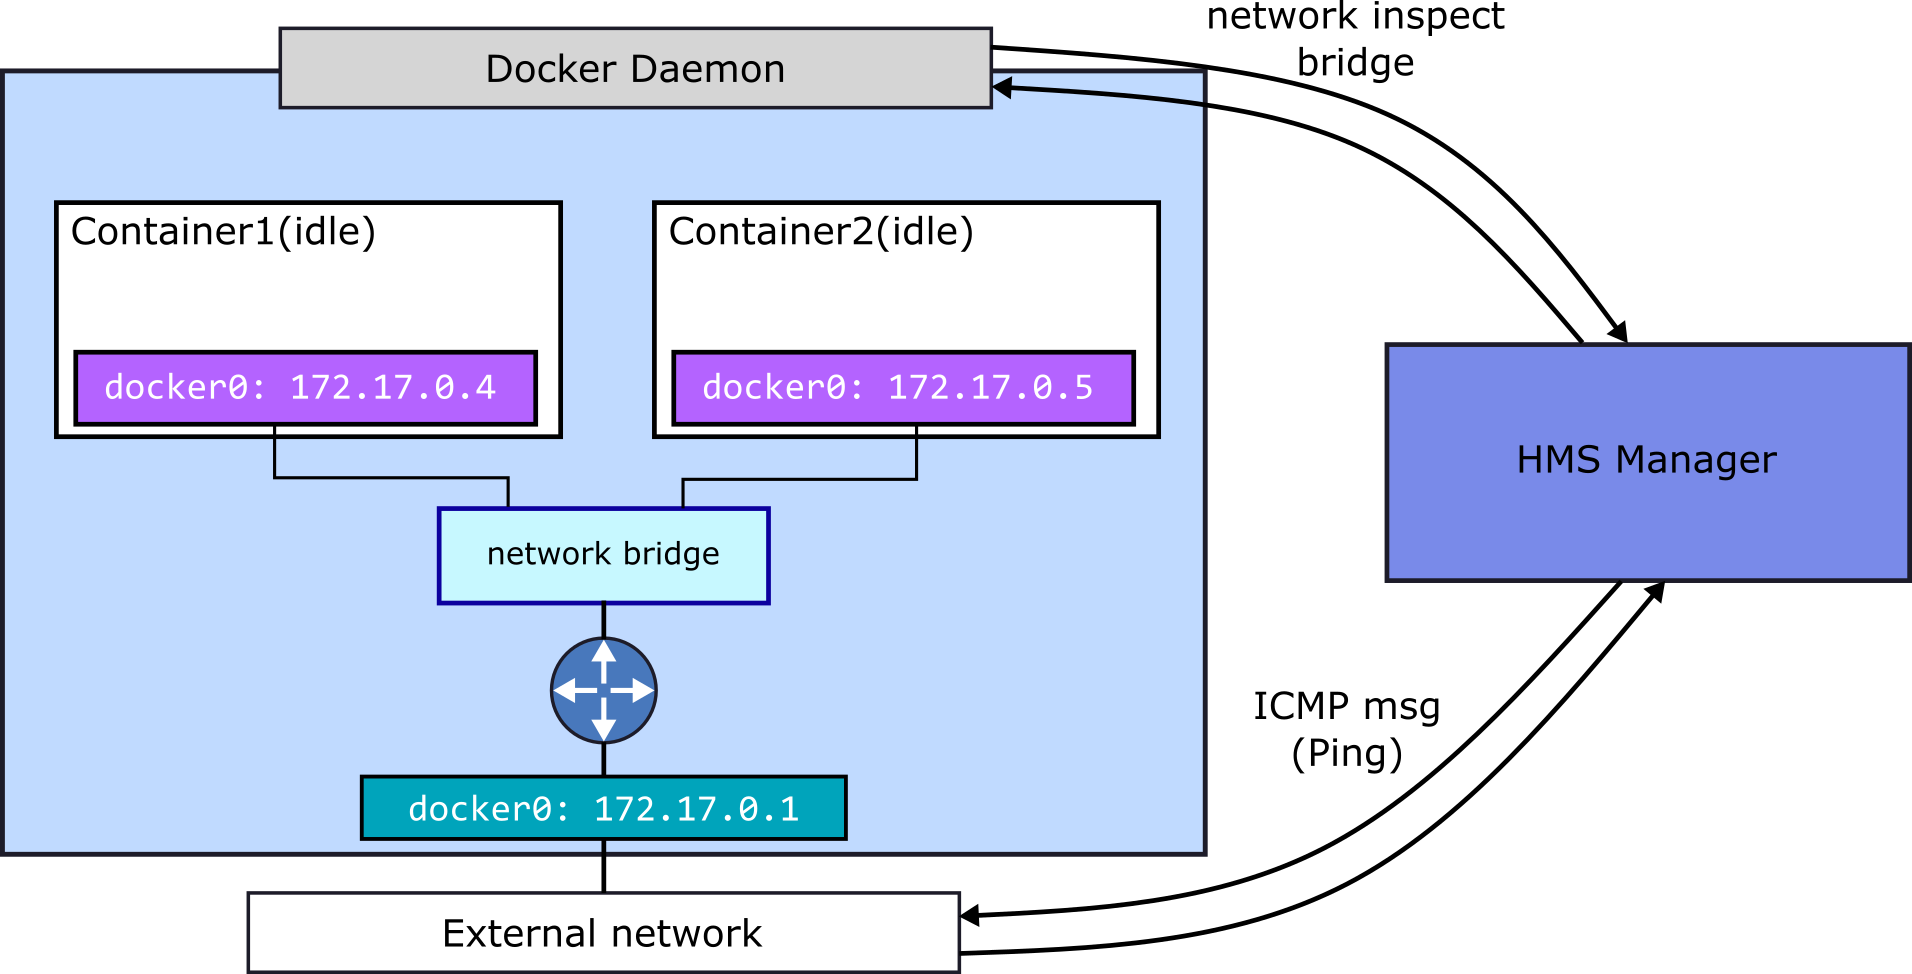 network inspect
bridge
Docker Daemon
Container1(idle)
Container2(idle)
docker0: 172.17.0.4
docker0: 172.17.0.5
HMS Manager
network bridge
ICMP msg
(Ping)
docker0: 172.17.0.1
External network